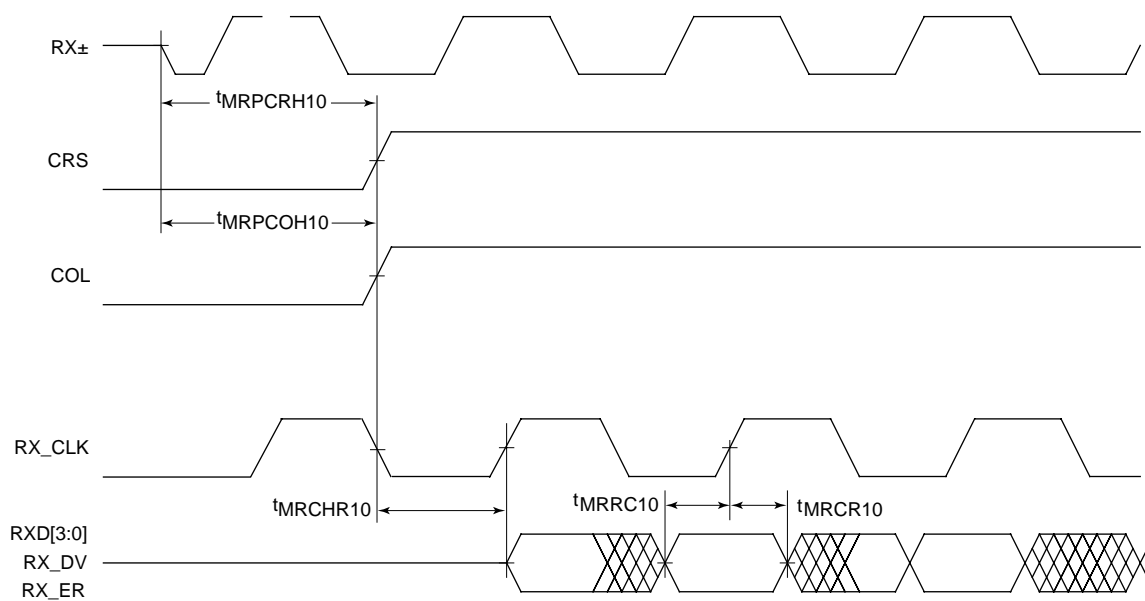 RX±
tMRPCRH10
CRS
tMRPCOH10
COL
RX_CLK
tMRCHR10
tMRRC10
tMRCR10
RXD[3:0]
RX_DV
RX_ER